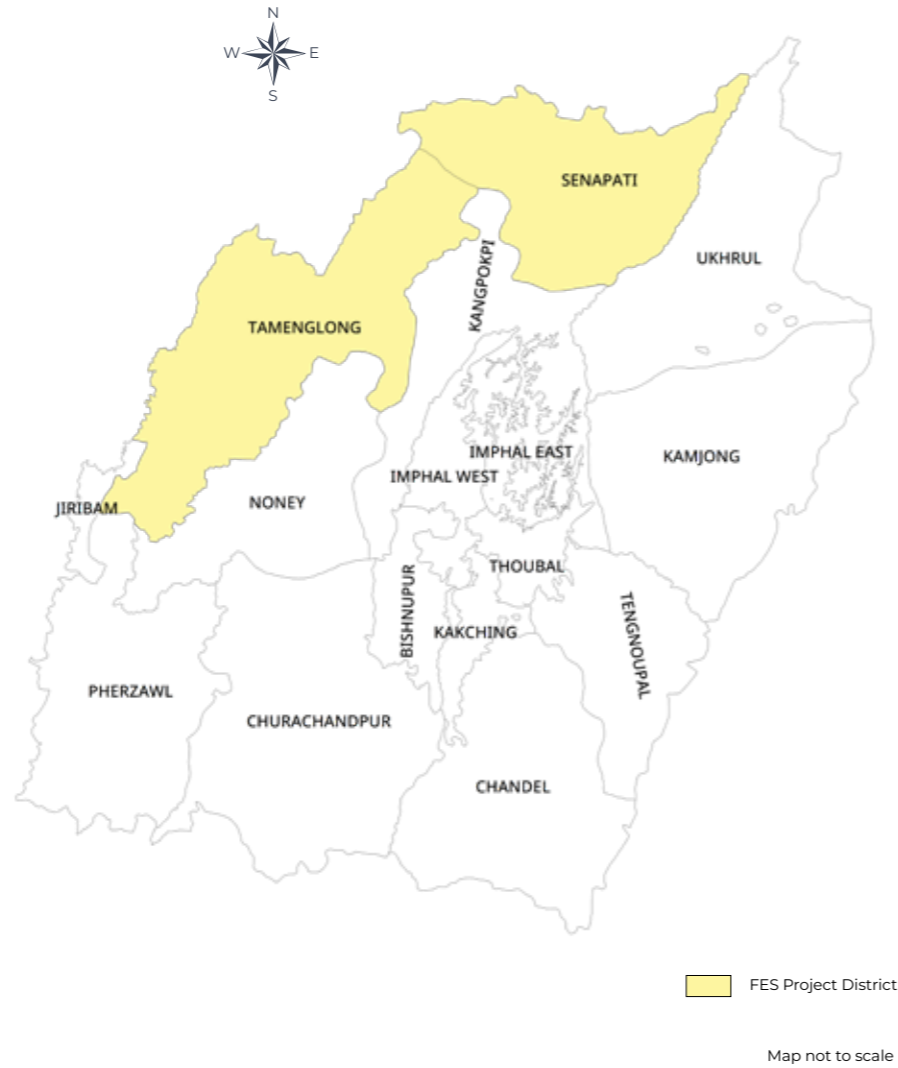 N
W
E
S
SENAPATI
UKHRUL
KANGPOKPI
TAMENGLONG
IMPHAL EAST
KAMJONG
IMPHAL WEST
NONEY
JIRIBAM
THOUBAL
BISHNUPUR
KAKCHING
TENGNOUPAL
PHERZAWL
CHURACHANDPUR
CHANDEL
FES Project District
Map not to scale